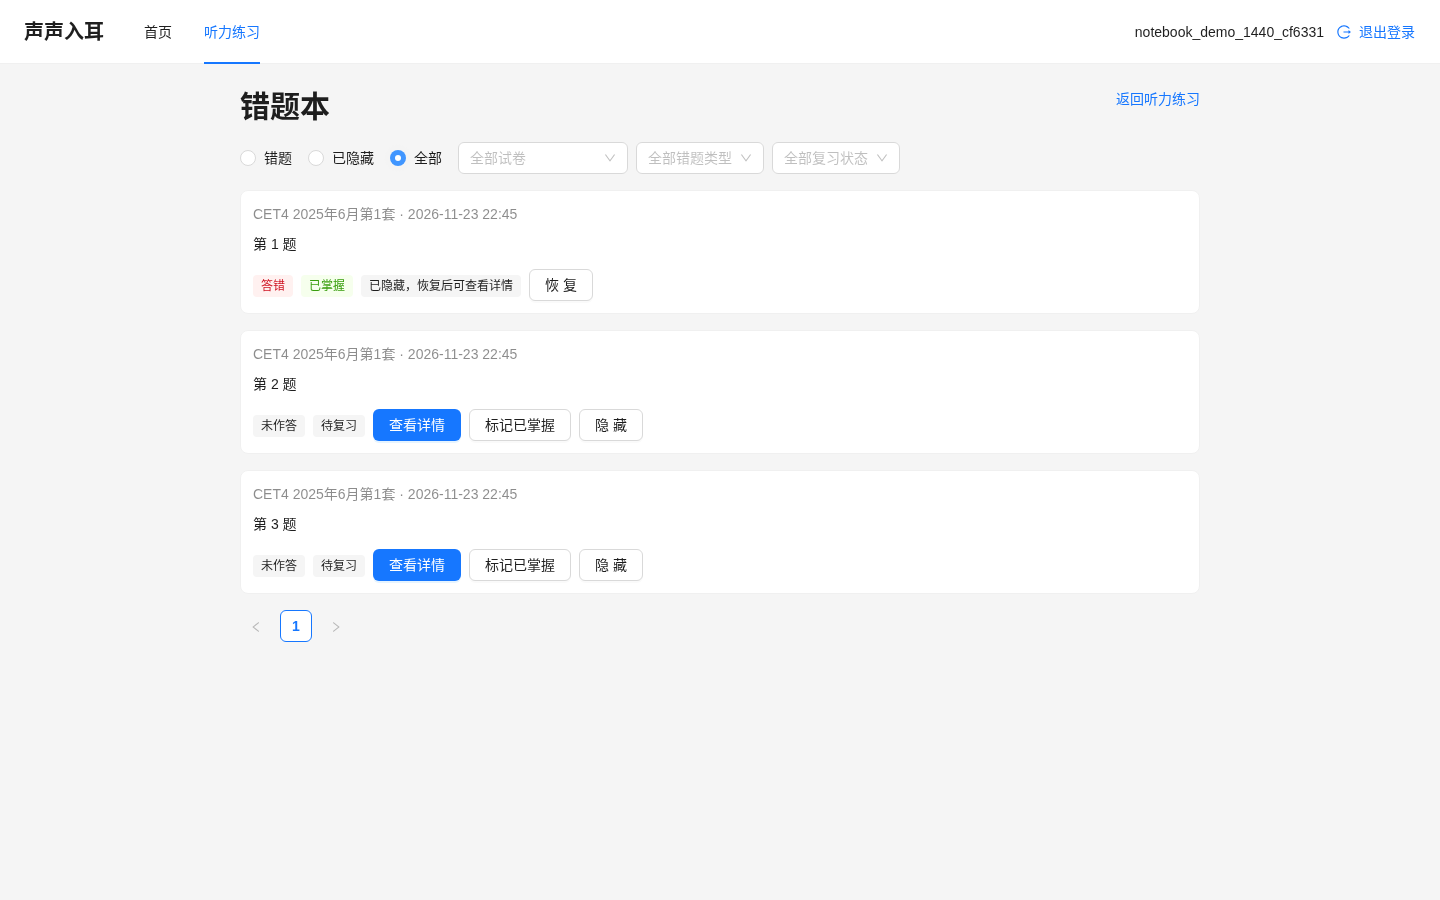 声声入耳 首页 听力练习 notebook_demo_1440_cf6331 退出登录
错题本 返回听力练习
错题 已隐藏 全部 全部试卷 全部错题类型 全部复习状态
CET4 2025年6月第1套 · 2026-11-23 22:45
第 1 题
答错 已掌握 已隐藏，恢复后可查看详情 恢 复
CET4 2025年6月第1套 · 2026-11-23 22:45
第 2 题
未作答 待复习 查看详情 标记已掌握 隐 藏
CET4 2025年6月第1套 · 2026-11-23 22:45
第 3 题
未作答 待复习 查看详情 标记已掌握 隐 藏
1